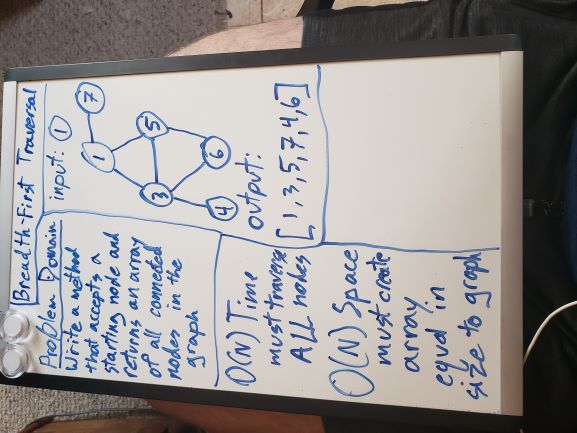 Breadth-First Traversal
Problem Domain
Write a method
that accepts a
starting node and
returns an array
of all connected
nodes in the
graph
input: 1
1
7
3
5
4
6
output:
[1,3,5,7,4,6]
O(N) Time
must traverse
ALL nodes
O(N) Space
must create
array
equal in
size to graph